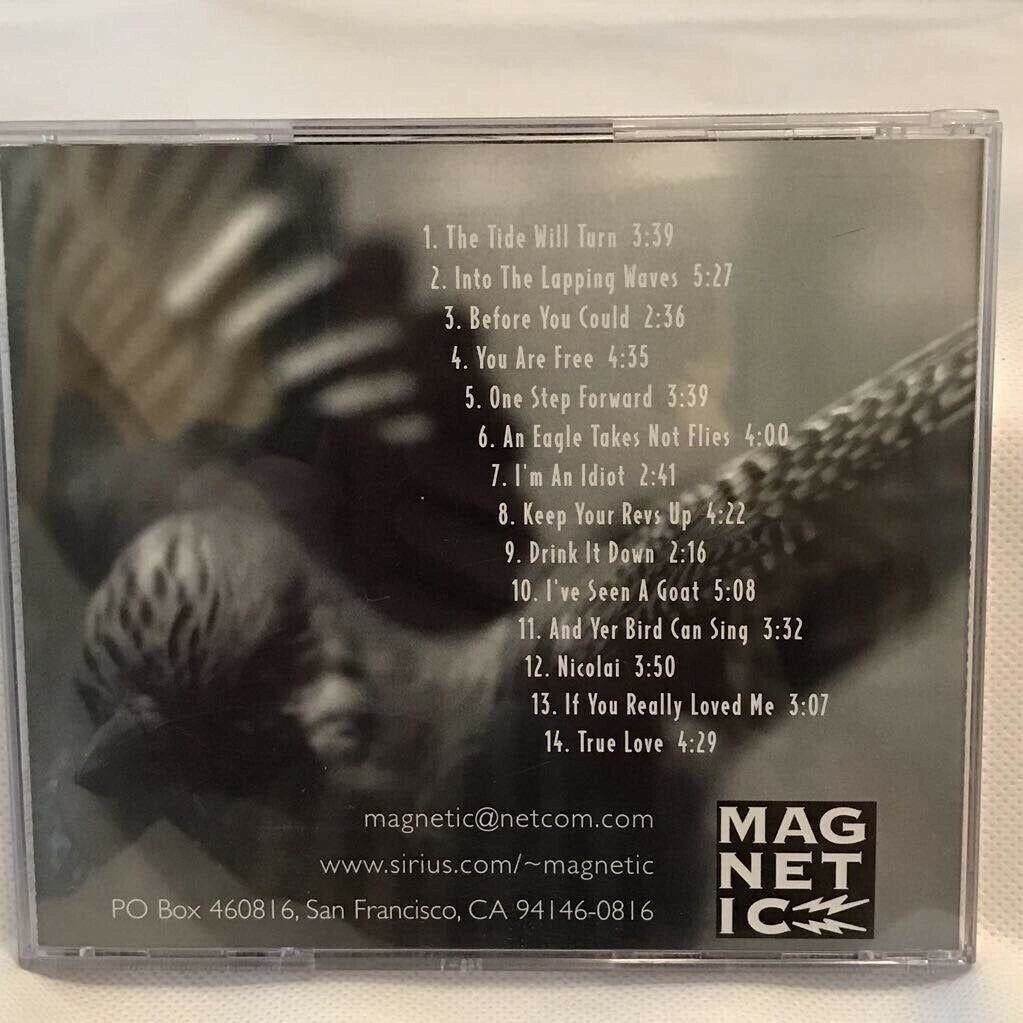 1. The Tide Will Turn 3:39
2. Into The Lapping Waves 5:27
3. Before You Could 2:36
4. You Are Free 4:35
5. One Step Forward 3:39
6. An Eagle Takes Not Flies 4:00
7. I'm An Idiot 2:41
8. Keep Your Revs Up 4:22
9. Drink It Down 2:16
10. I've Seen A Goat 5:08
11. And Yer Bird Can Sing 3:32
12. Nicolai 3:50
13. If You Really Loved Me 3:07
14. True Love 4:29
magnetic@netcom.com
www.sirius.com/~magnetic
PO Box 460816, San Francisco, CA 94146-0816
MAG
NET
IC